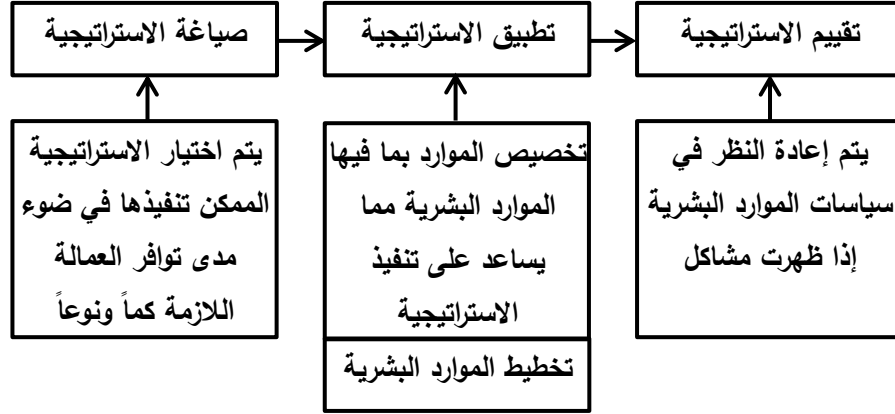 صياغة الاستراتيجية
تطبيق الاستراتيجية
تقييم الاستراتيجية
يتم اختيار الاستراتيجية
الممكن تنفيذها في ضوء
مدى توافر العمالة
اللازمة كماً ونوعاً
تخصيص الموارد بما فيها
الموارد البشرية مما
يساعد على تنفيذ
الاستراتيجية
تخطيط الموارد البشرية
يتم إعادة النظر في
سياسات الموارد البشرية
إذا ظهرت مشاكل